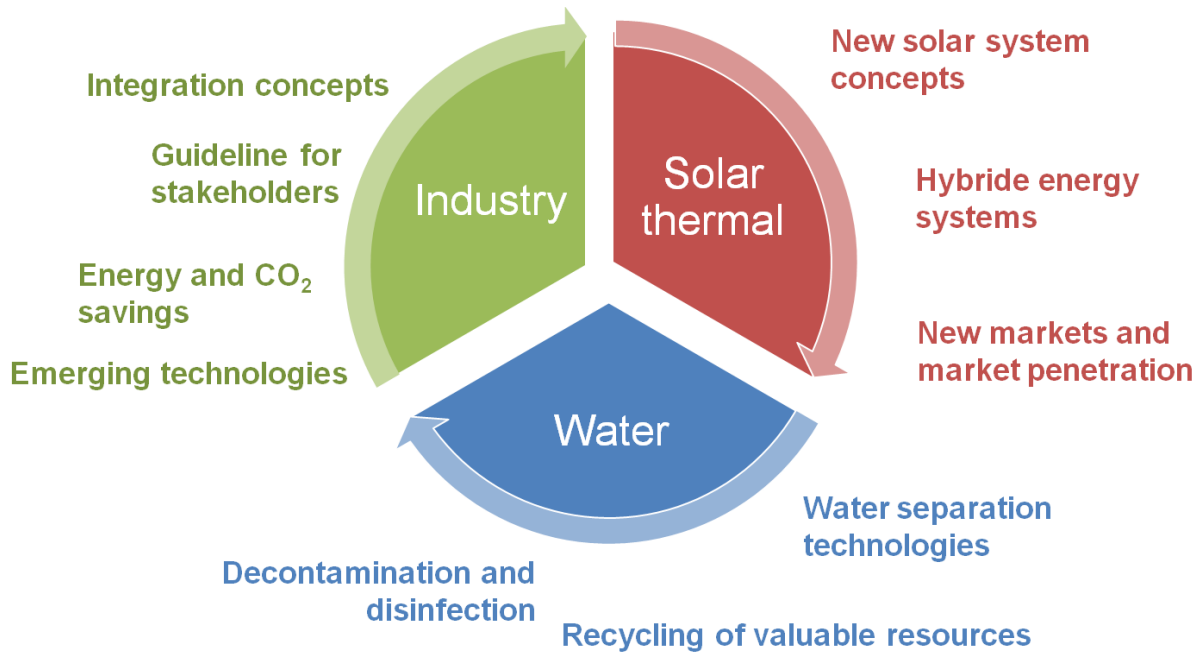 New solar system
concepts
Integration concepts
Guideline for
stakeholders
Industry
Solar
thermal
Hybride energy
systems
Energy and CO₂
savings
New markets and
market penetration
Emerging technologies
Water
Water separation
technologies
Decontamination and
disinfection
Recycling of valuable resources